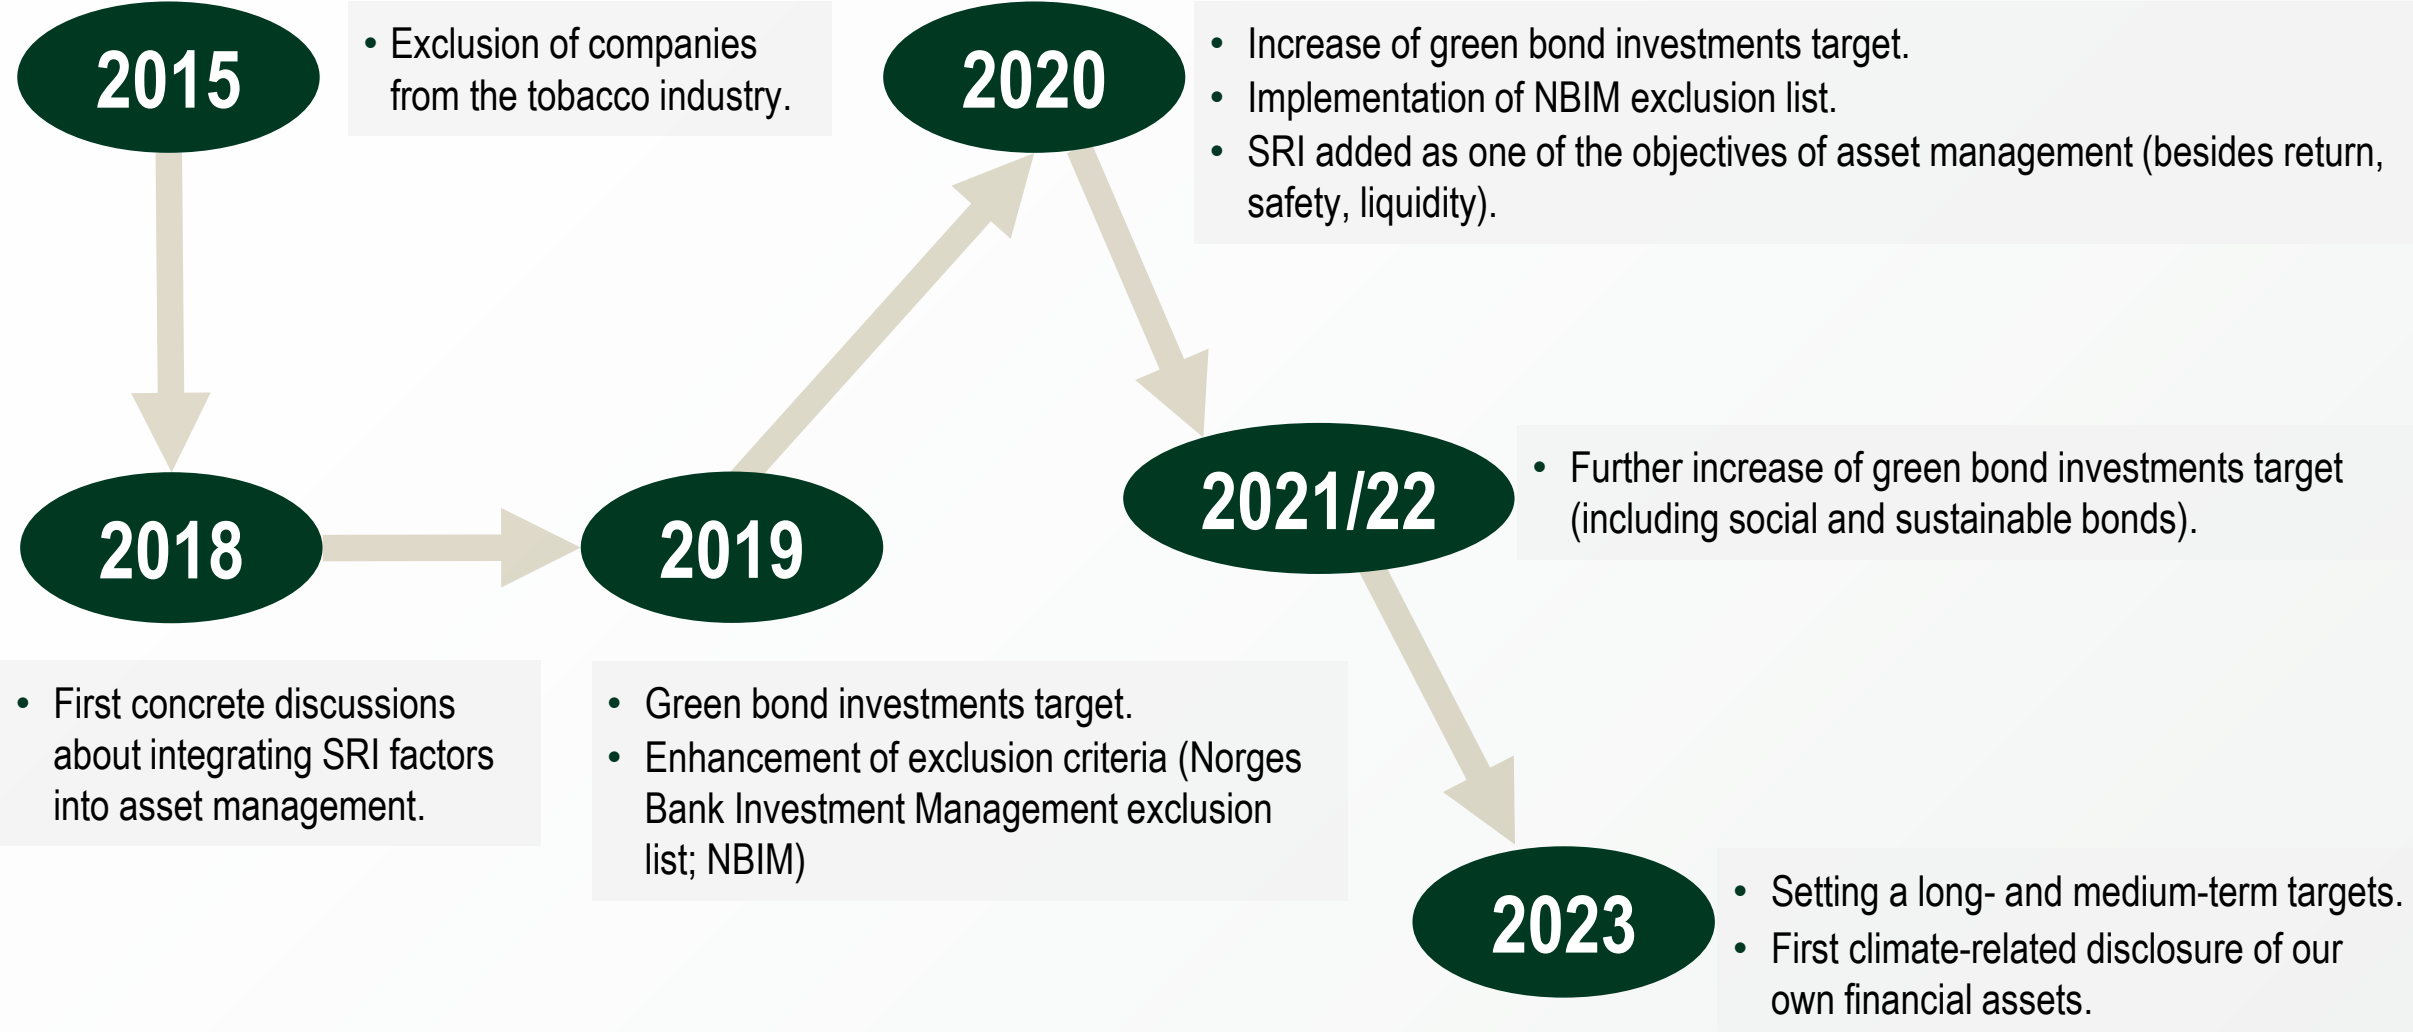 2015
• Exclusion of companies
from the tobacco industry.
2018
• First concrete discussions
about integrating SRI factors
into asset management.
2019
• Green bond investments target.
• Enhancement of exclusion criteria (Norges
Bank Investment Management exclusion
list; NBIM)
2020
• Increase of green bond investments target.
• Implementation of NBIM exclusion list.
• SRI added as one of the objectives of asset management (besides return,
safety, liquidity).
2021/22
• Further increase of green bond investments target
(including social and sustainable bonds).
2023
• Setting a long- and medium-term targets.
• First climate-related disclosure of our
own financial assets.